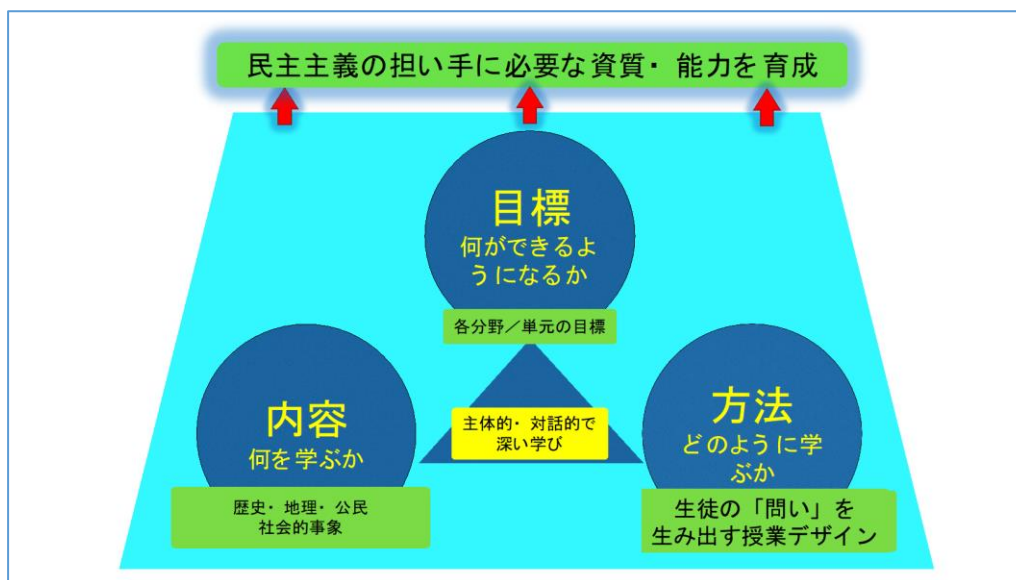 民主主義の担い手に必要な資質・能力を育成
目標
何ができるよ
うになるか
各分野／単元の目標
内容
何を学ぶか
歴史・地理・公民
社会的事象
主体的・対話的で
深い学び
方法
どのように学
ぶか
生徒の「問い」を
生み出す授業デザイン